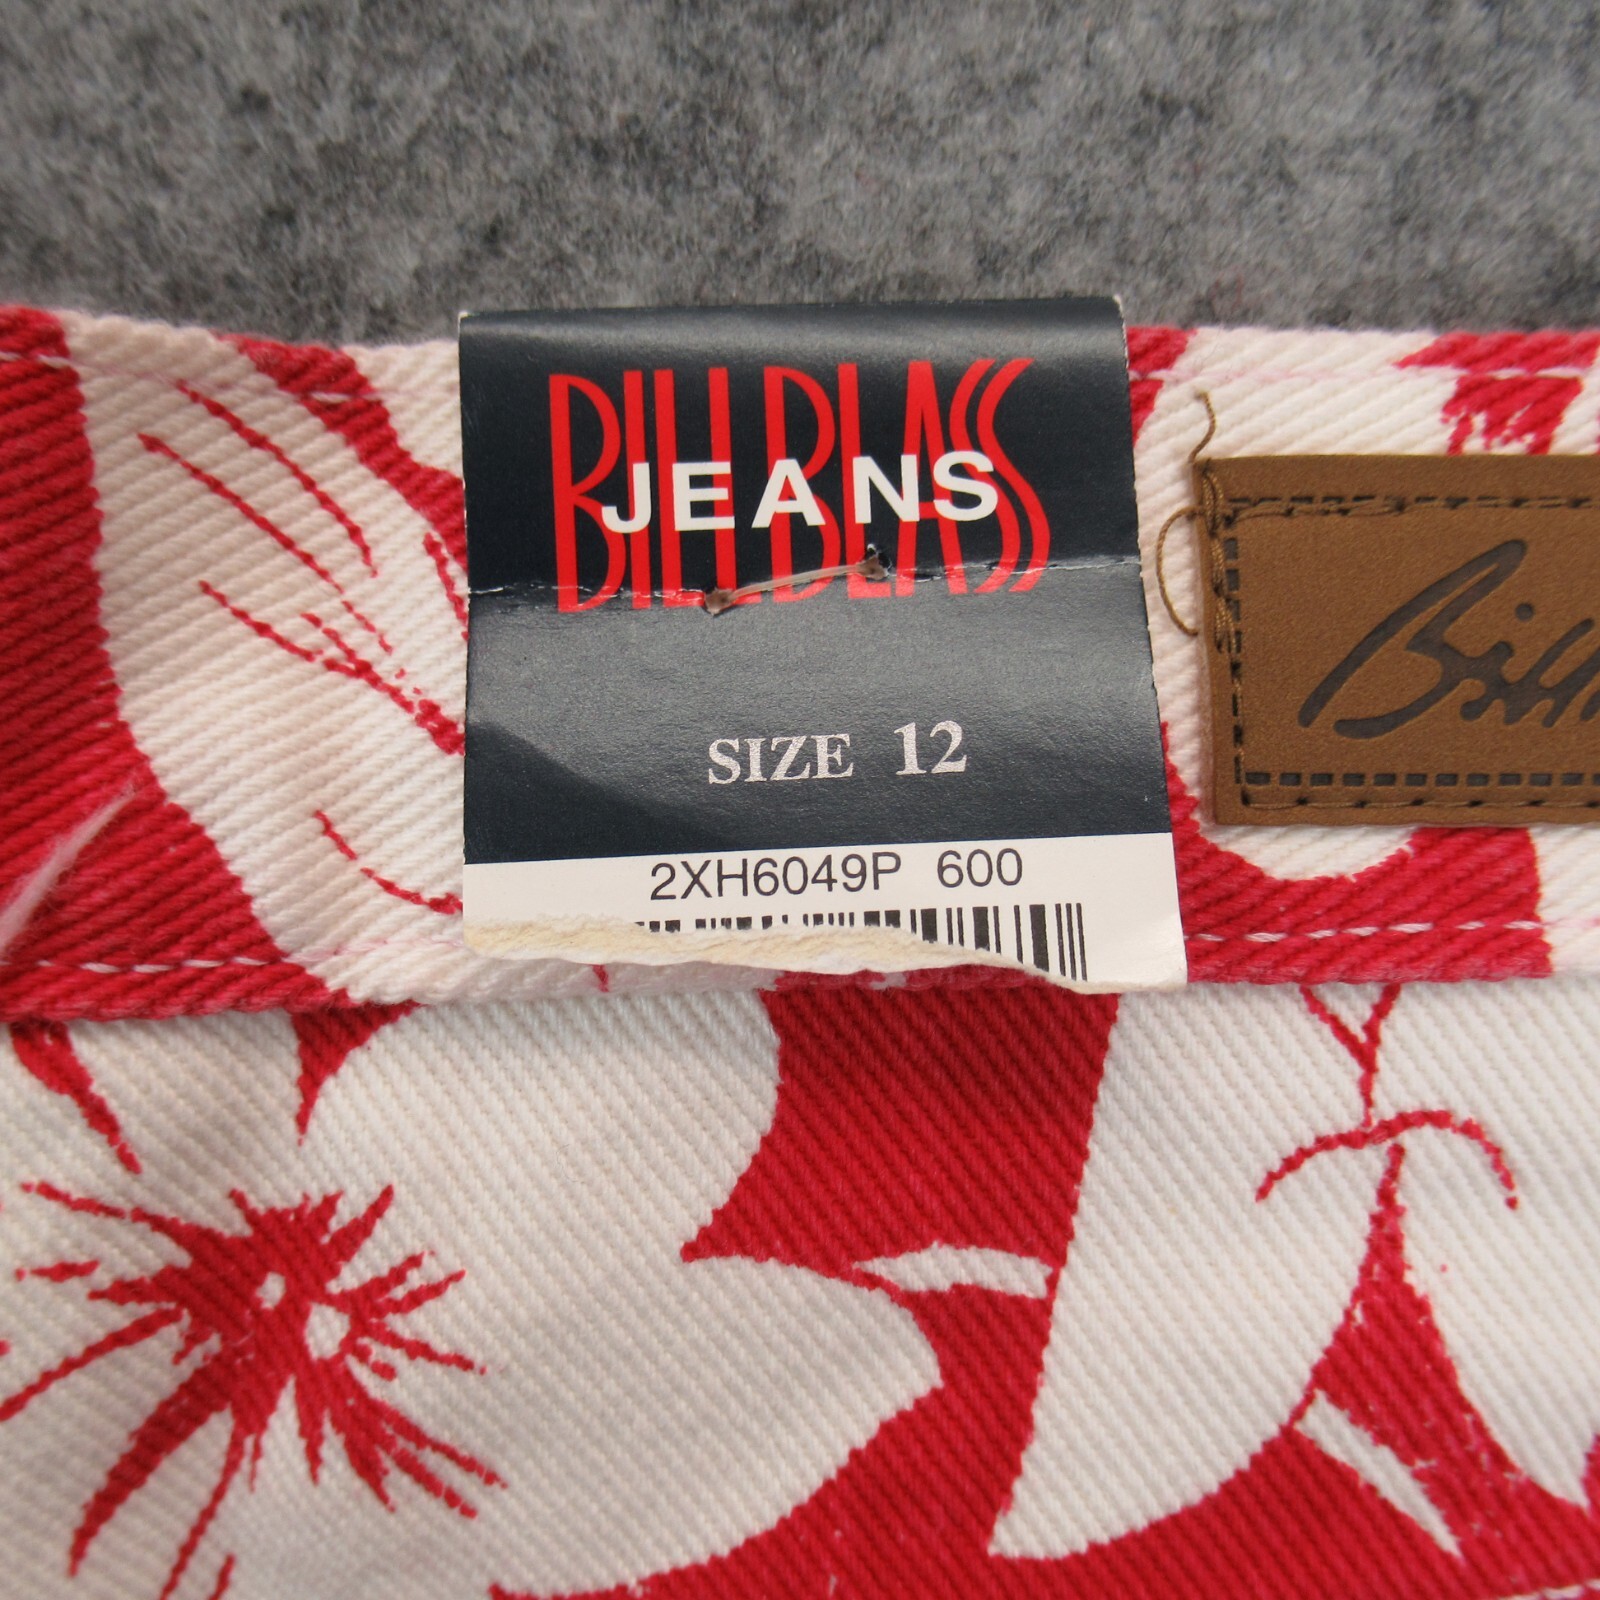 BILL BLASS
JEANS
SIZE 12
2XH6049P 600
Bill